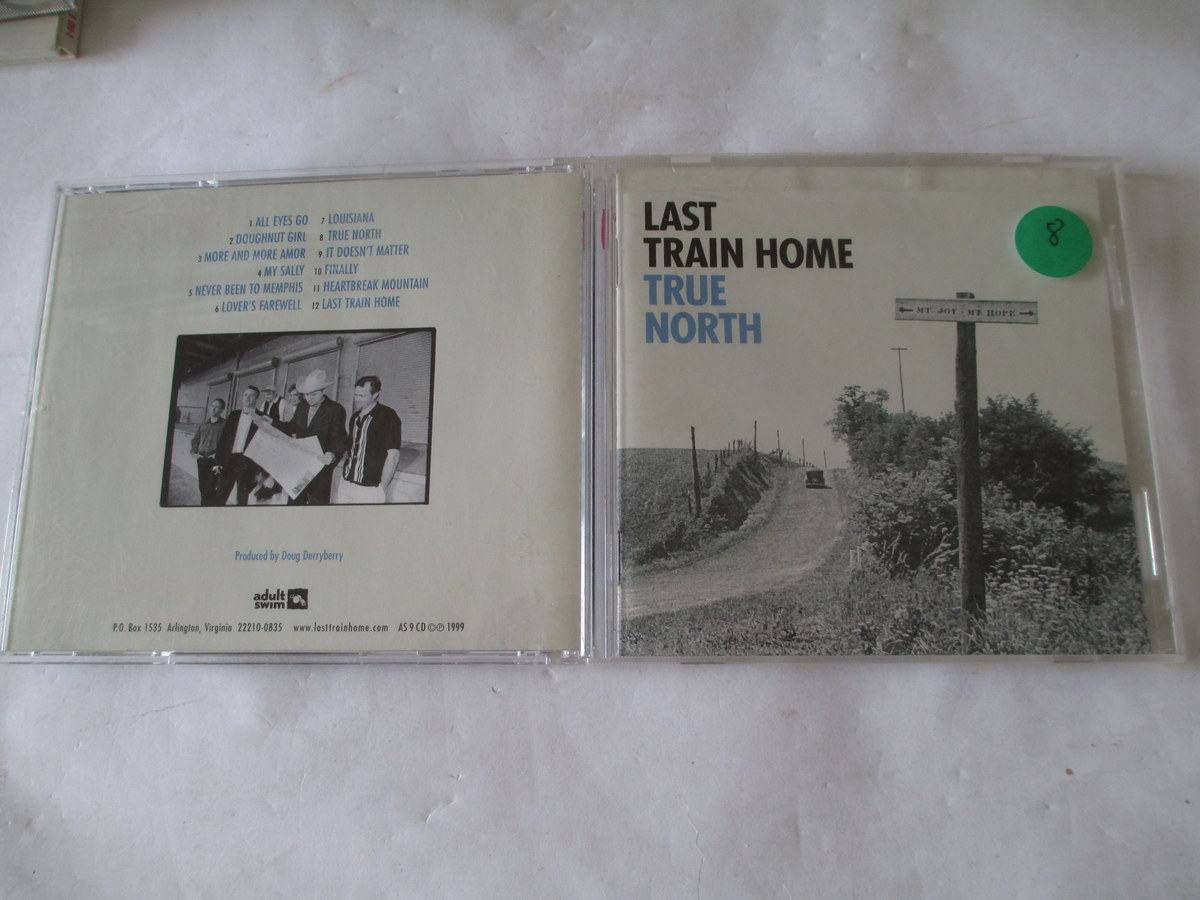 1 ALL EYES GO
2 DOUGHNUT GIRL
3 MORE AND MORE AMOR
4 MY SALLY
5 NEVER BEEN TO MEMPHIS
6 LOVER'S FAREWELL
7 LOUISIANA
8 TRUE NORTH
9 IT DOESN'T MATTER
10 FINALLY
11 HEARTBREAK MOUNTAIN
12 LAST TRAIN HOME
Produced by Doug Derryberry
adult
swim
P.O. Box 1535 Arlington, Virginia 22210-0835 www.lasttrainhome.com AS 9 CD ©℗ 1999
LAST
TRAIN HOME
TRUE
NORTH
8
← MT. JOY MT. HOPE →